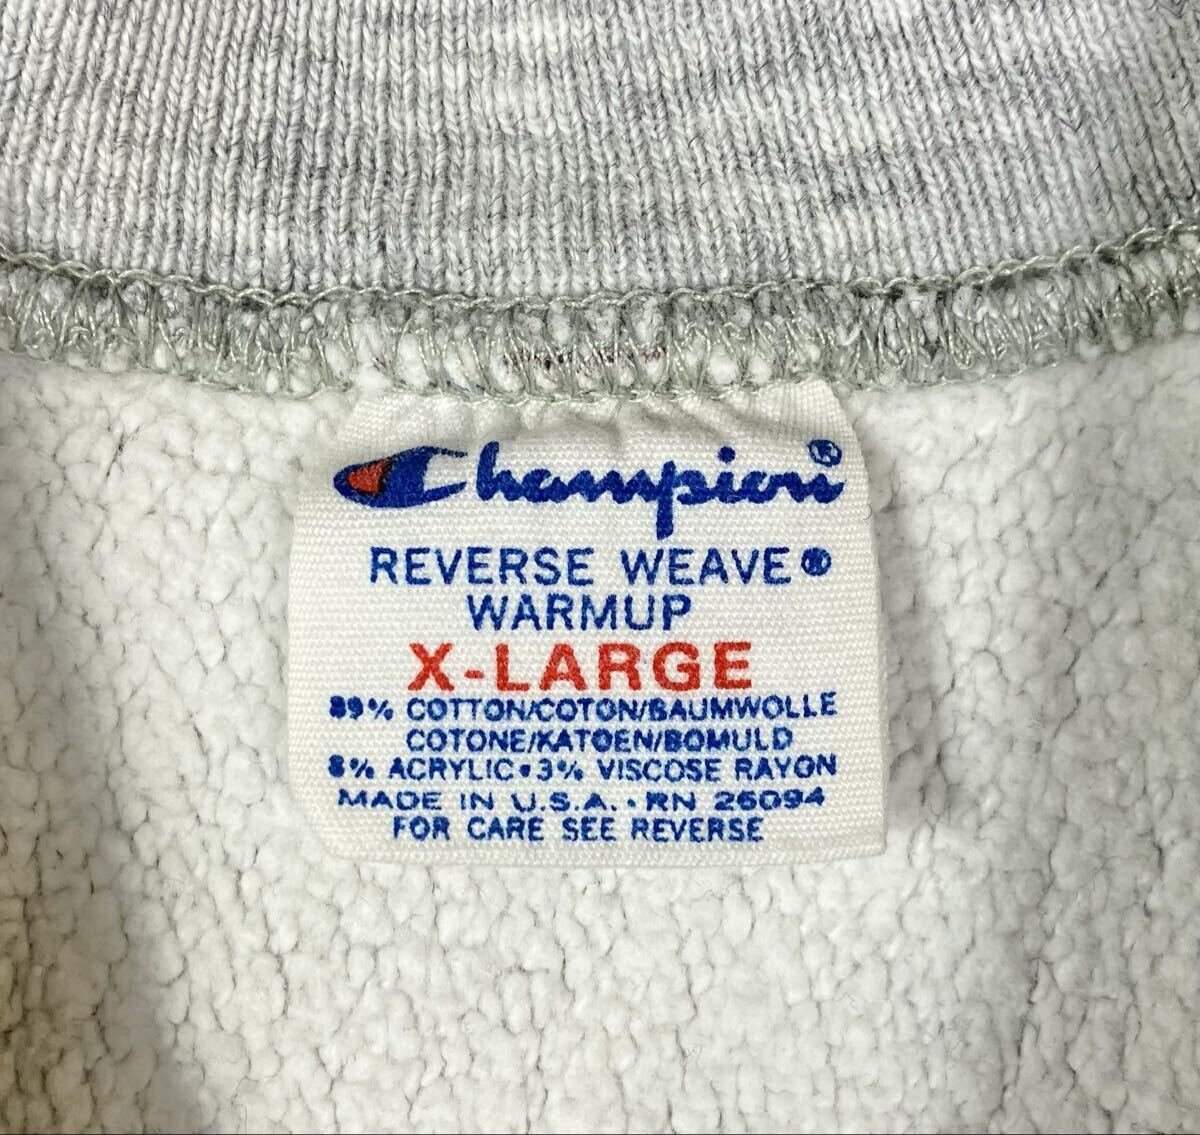 Champion®
REVERSE WEAVE®
WARMUP
X-LARGE
89% COTTON/COTON/BAUMWOLLE
COTONE/KATOEN/BOMULD
8% ACRYLIC•3% VISCOSE RAYON
MADE IN U.S.A. • RN 26094
FOR CARE SEE REVERSE